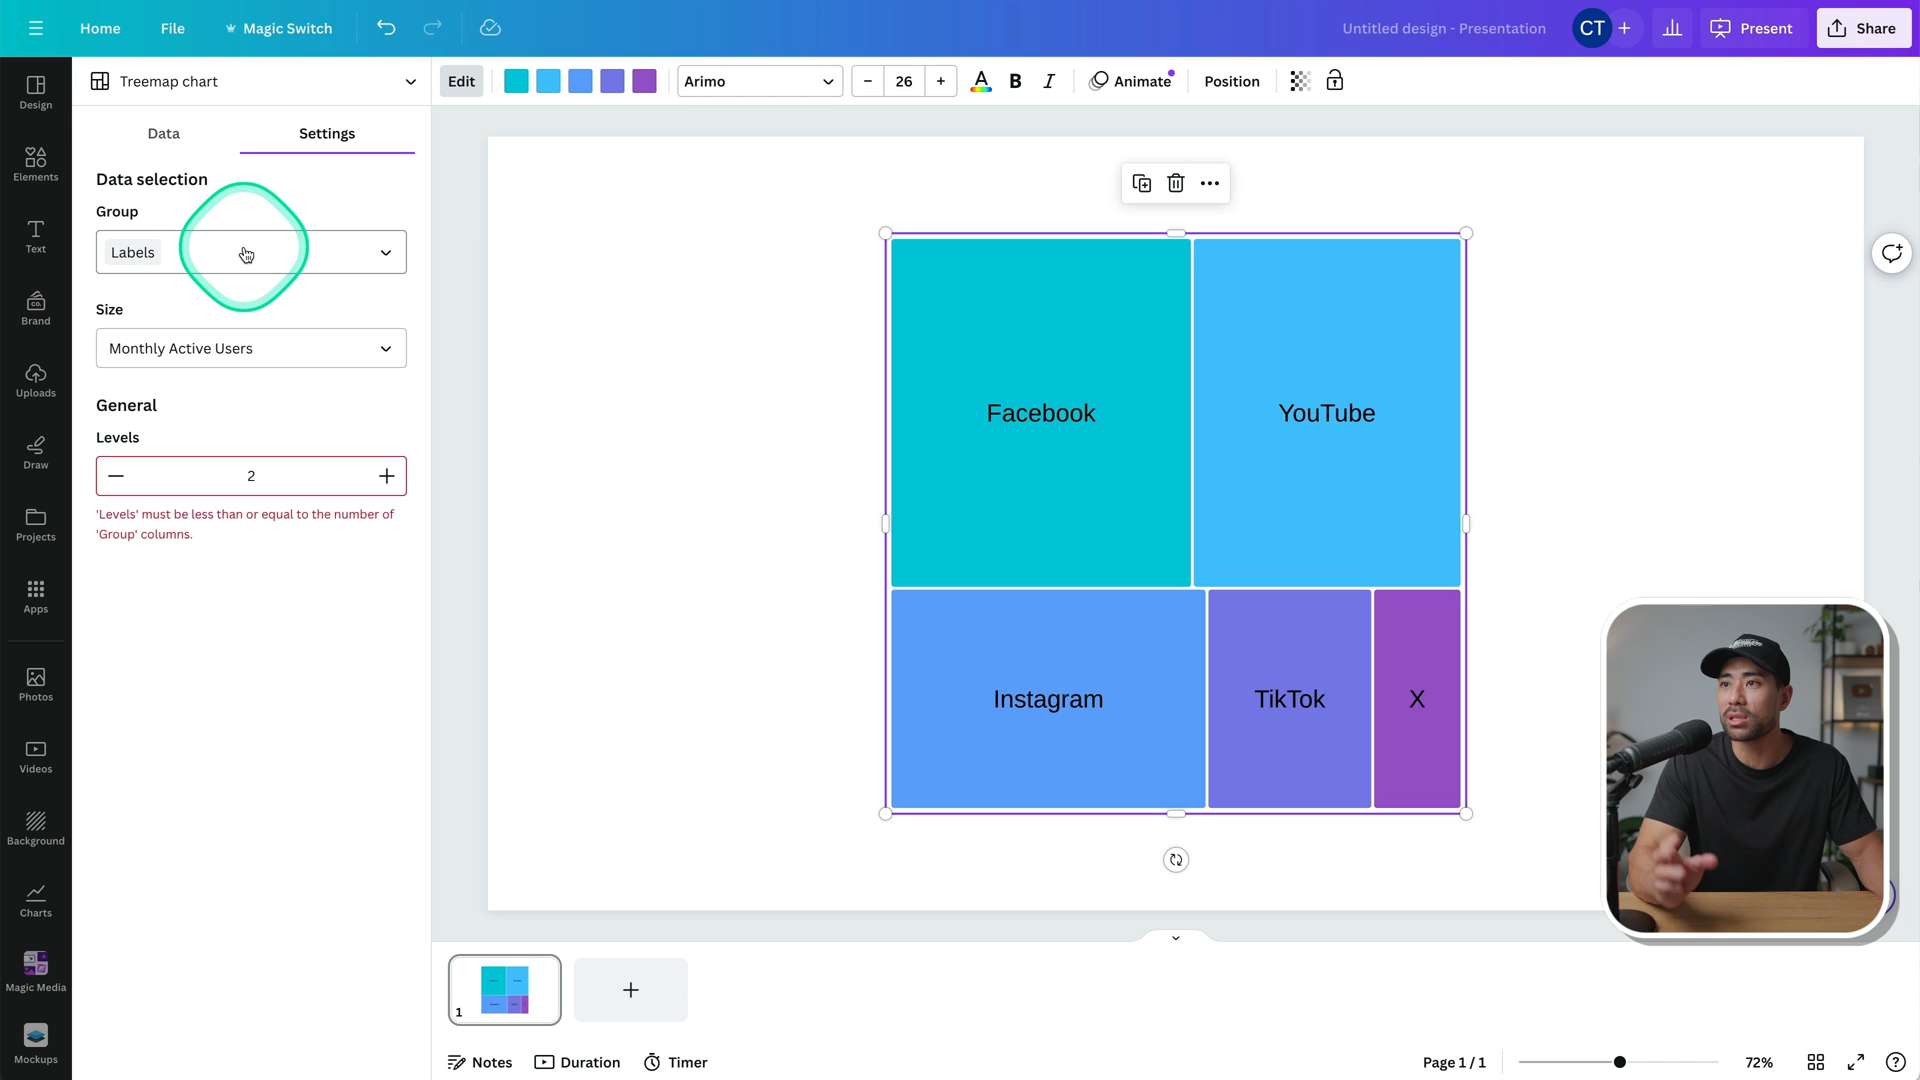 Home File Magic Switch Untitled design - Presentation CT Present Share
Design
Elements
Text
Brand
Uploads
Draw
Projects
Apps
Photos
Videos
Background
Charts
Magic Media
Mockups
Treemap chart
Edit Arimo 26 A B I Animate Position
Data Settings
Data selection
Group
Labels
Size
Monthly Active Users
General
Levels
2
'Levels' must be less than or equal to the number of
'Group' columns.
Facebook YouTube
Instagram TikTok X
1
Notes Duration Timer Page 1 / 1 72%